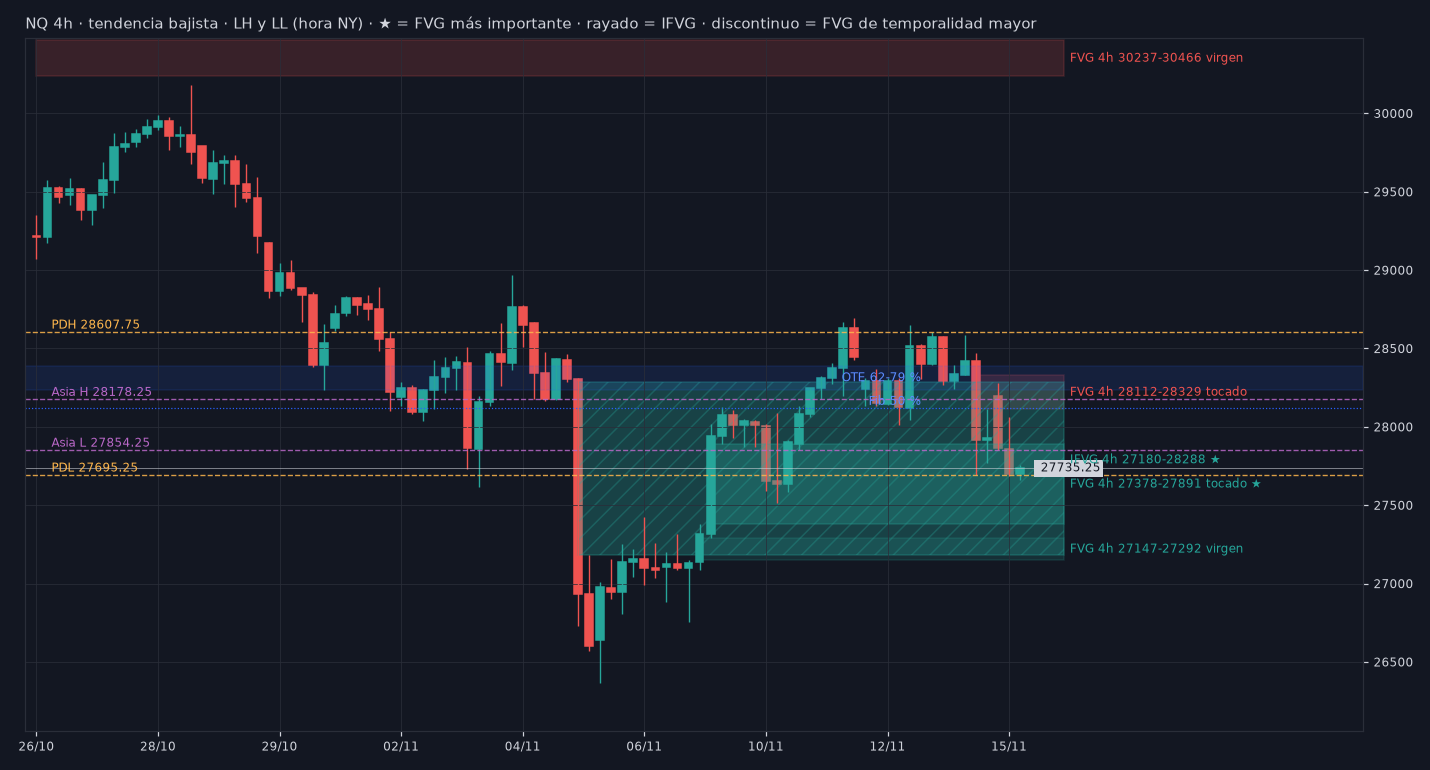 NQ 4h · tendencia bajista · LH y LL (hora NY) · ★ = FVG más importante · rayado = IFVG · discontinuo = FVG de temporalidad mayor
FVG 4h 30237-30466 virgen
30000
29500
29000
PDH 28607.75
28500
OTE 62-79 %
Asia H 28178.25
FVG 4h 28112-28329 tocado
28000
Asia L 27854.25
IFVG 4h 27180-28288 ★
PDL 27695.25
27735.25
FVG 4h 27378-27891 tocado ★
27500
FVG 4h 27147-27292 virgen
27000
26500
26/10 28/10 29/10 02/11 04/11 06/11 10/11 12/11 15/11